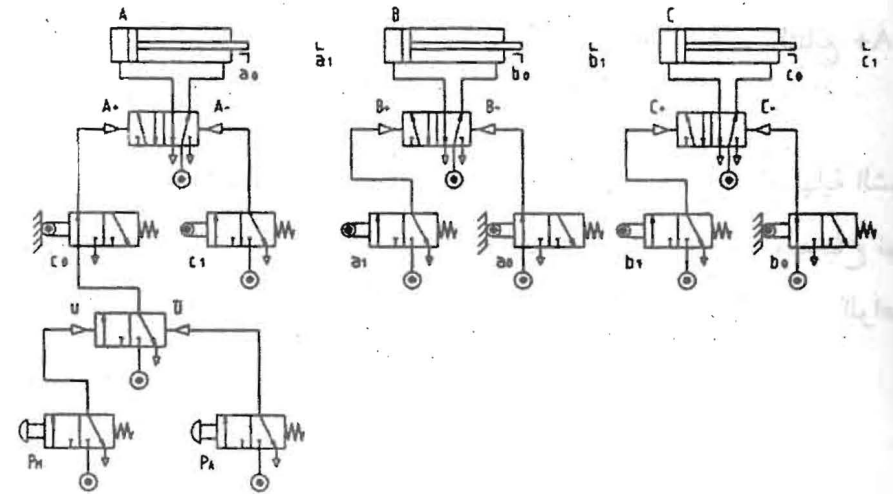 A B C
a0 a1 b0 b1 c0 c1
A+ A- B+ B- C+ C-
c0 c1 a1 a0 b1 b0
u ū
PM PA